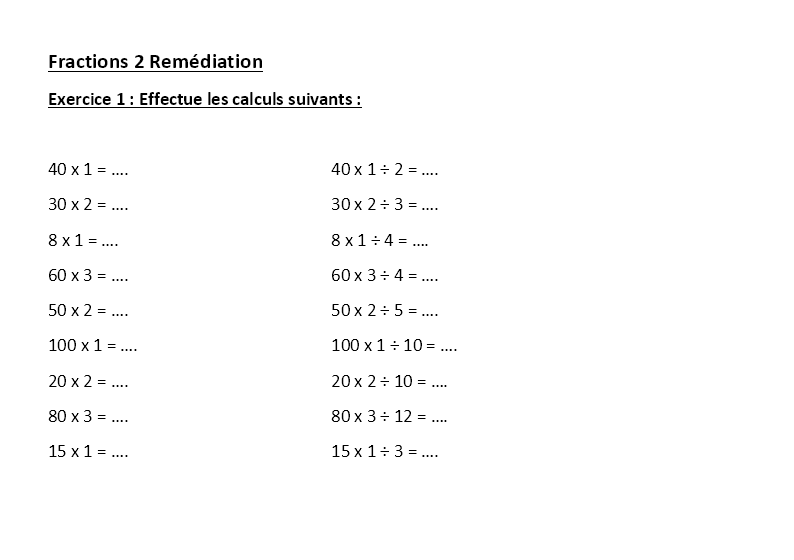 Fractions 2 Remédiation
Exercice 1 : Effectue les calculs suivants :
40 x 1 = .... 40 x 1 ÷ 2 = ....
30 x 2 = .... 30 x 2 ÷ 3 = ....
8 x 1 = .... 8 x 1 ÷ 4 = ....
60 x 3 = .... 60 x 3 ÷ 4 = ....
50 x 2 = .... 50 x 2 ÷ 5 = ....
100 x 1 = .... 100 x 1 ÷ 10 = ....
20 x 2 = .... 20 x 2 ÷ 10 = ....
80 x 3 = .... 80 x 3 ÷ 12 = ....
15 x 1 = .... 15 x 1 ÷ 3 = ....